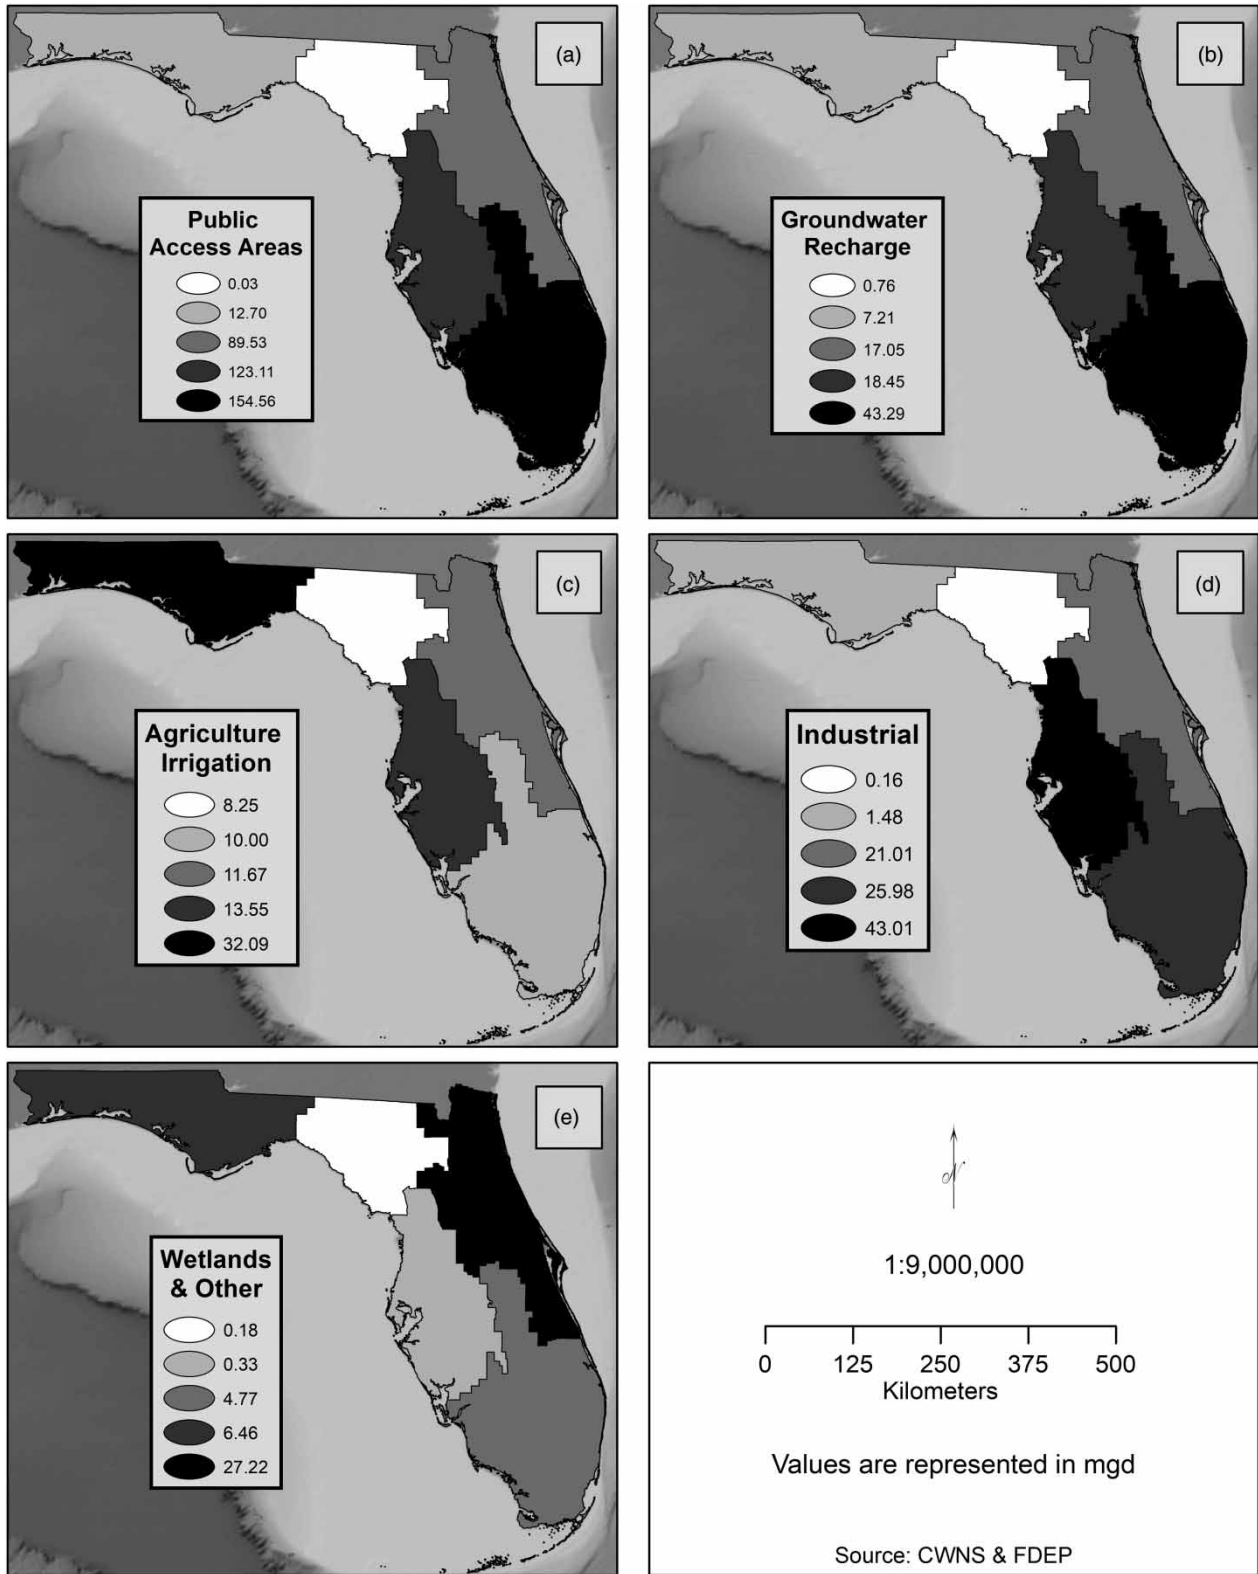 (a)
Public
Access Areas
0.03
12.70
89.53
123.11
154.56
(b)
Groundwater
Recharge
0.76
7.21
17.05
18.45
43.29
(c)
Agriculture
Irrigation
8.25
10.00
11.67
13.55
32.09
(d)
Industrial
0.16
1.48
21.01
25.98
43.01
(e)
Wetlands
& Other
0.18
0.33
4.77
6.46
27.22
N
1:9,000,000
0 125 250 375 500
Kilometers
Values are represented in mgd
Source: CWNS & FDEP